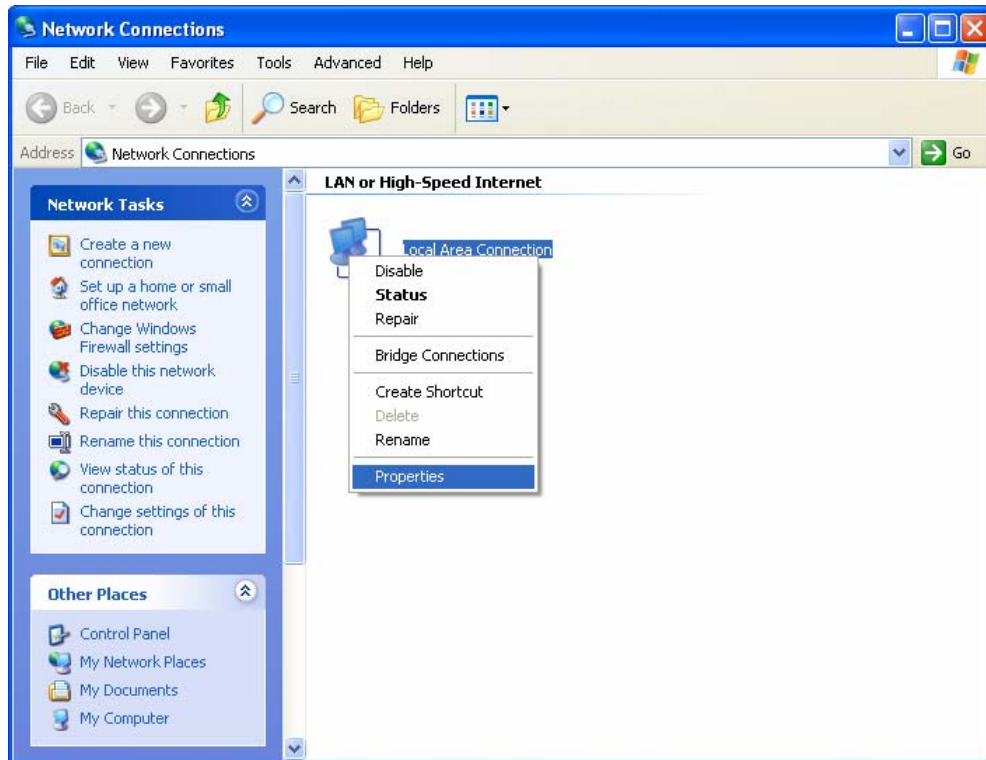 Network Connections
File Edit View Favorites Tools Advanced Help
Back Search Folders
Address Network Connections Go
Network Tasks
Create a new
connection
Set up a home or small
office network
Change Windows
Firewall settings
Disable this network
device
Repair this connection
Rename this connection
View status of this
connection
Change settings of this
connection
Other Places
Control Panel
My Network Places
My Documents
My Computer
LAN or High-Speed Internet
Local Area Connection
Disable
Status
Repair
Bridge Connections
Create Shortcut
Delete
Rename
Properties